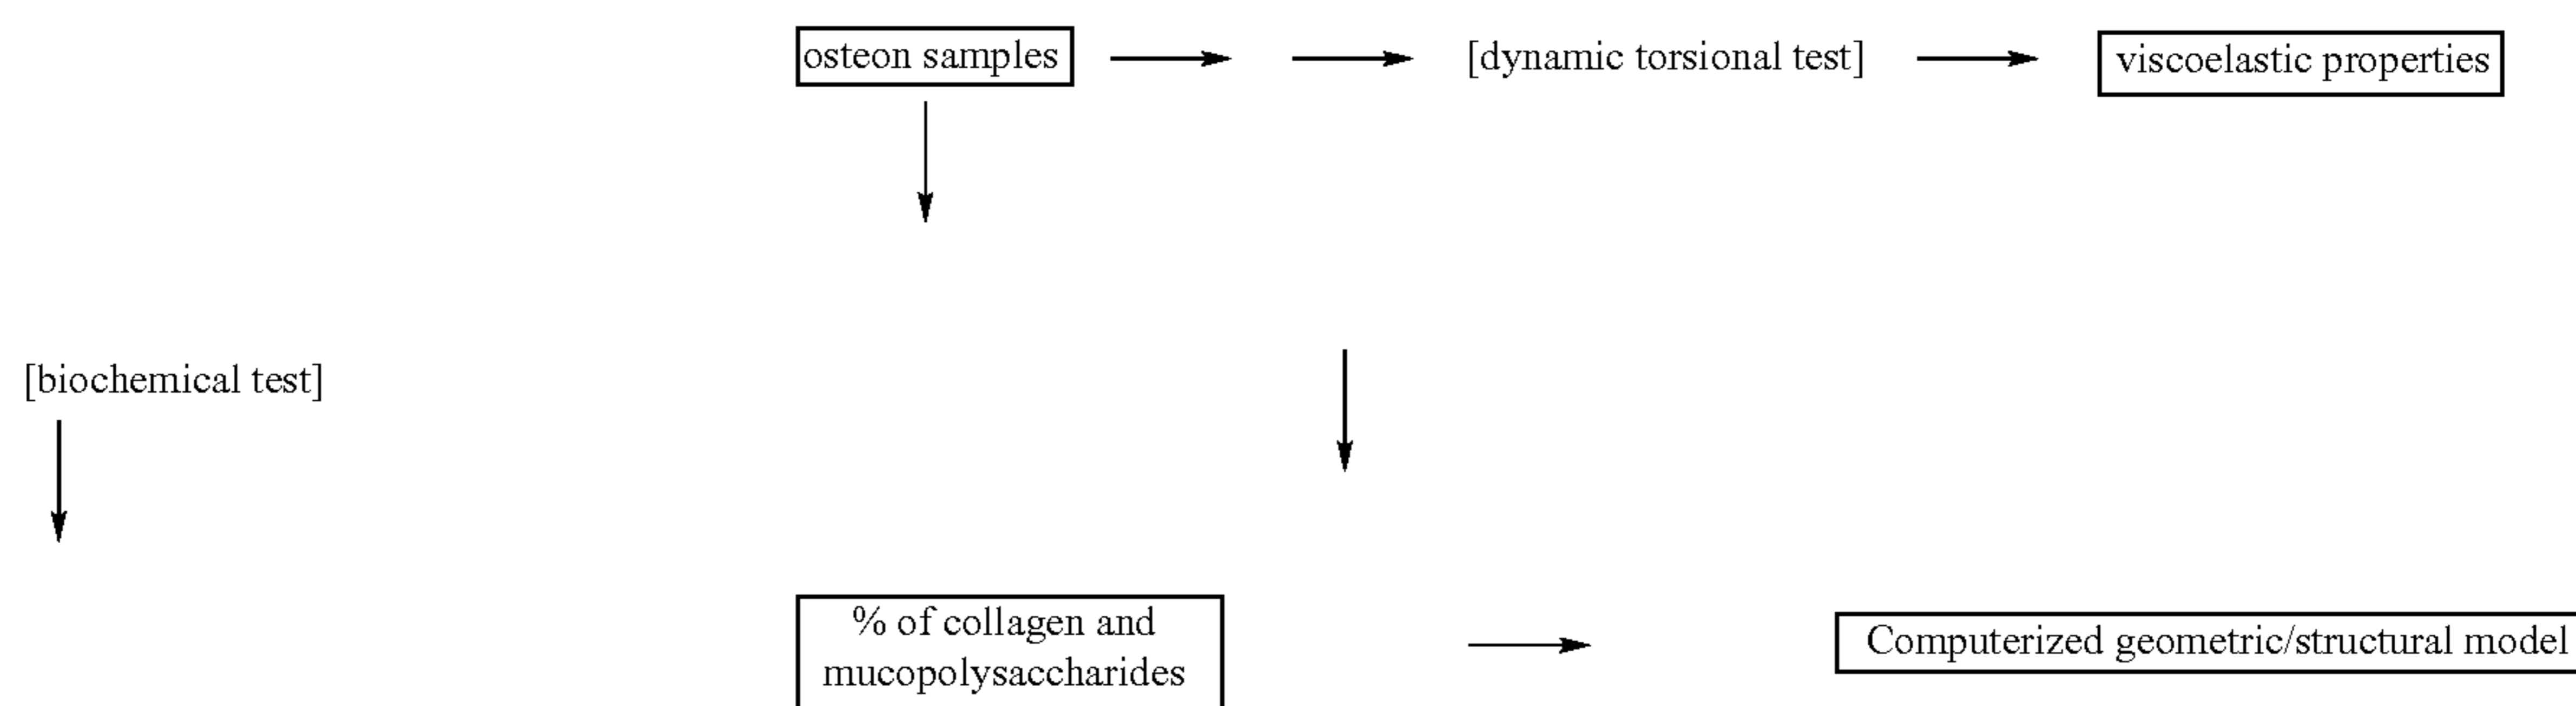 osteon samples
[dynamic torsional test]
viscoelastic properties
[biochemical test]
% of collagen and
mucopolysaccharides
Computerized geometric/structural model